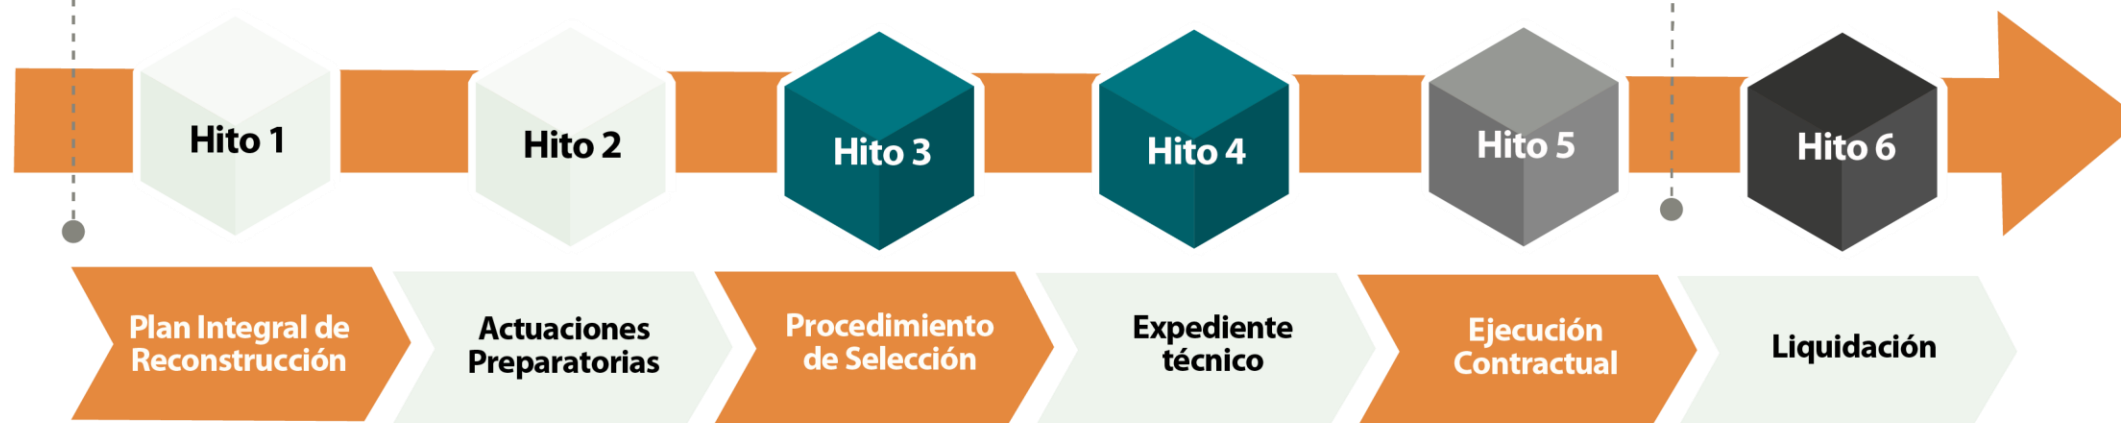 Hito 1
Hito 2
Hito 3
Hito 4
Hito 5
Hito 6
Plan Integral de
Reconstrucción
Actuaciones
Preparatorias
Procedimiento
de Selección
Expediente
técnico
Ejecución
Contractual
Liquidación